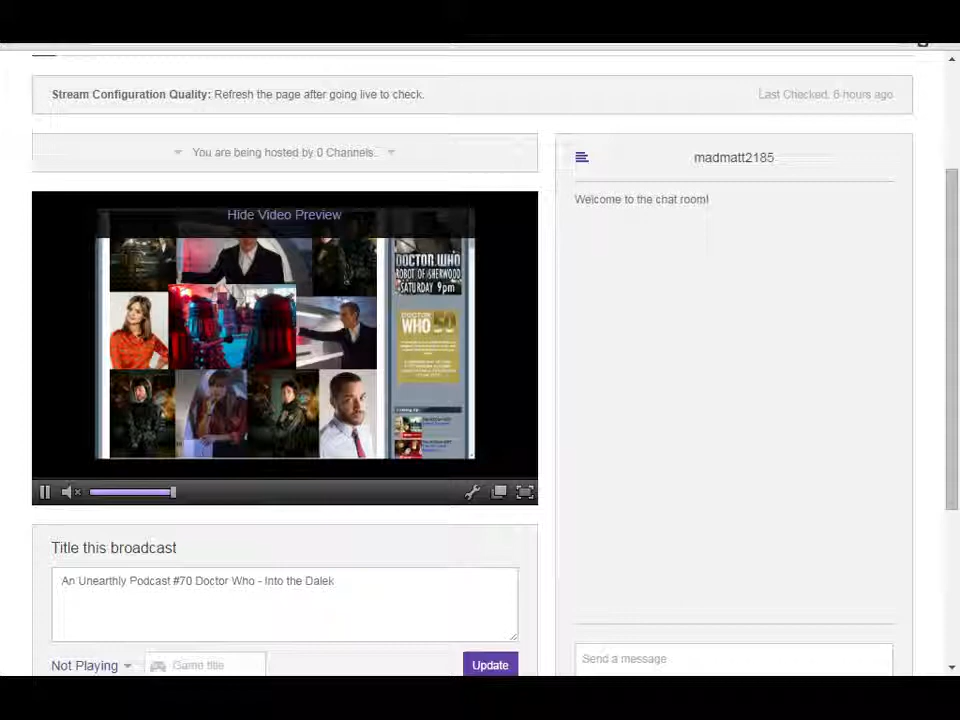 Stream Configuration Quality: Refresh the page after going live to check.
Last Checked, 6 hours ago
You are being hosted by 0 Channels.
madmatt2185
Welcome to the chat room!
Hide Video Preview
DOCTOR WHO
ROBOT OF SHERWOOD
SATURDAY 9pm
DOCTOR
WHO 50
Title this broadcast
An Unearthly Podcast #70 Doctor Who - Into the Dalek
Not Playing
Game title
Update
Send a message